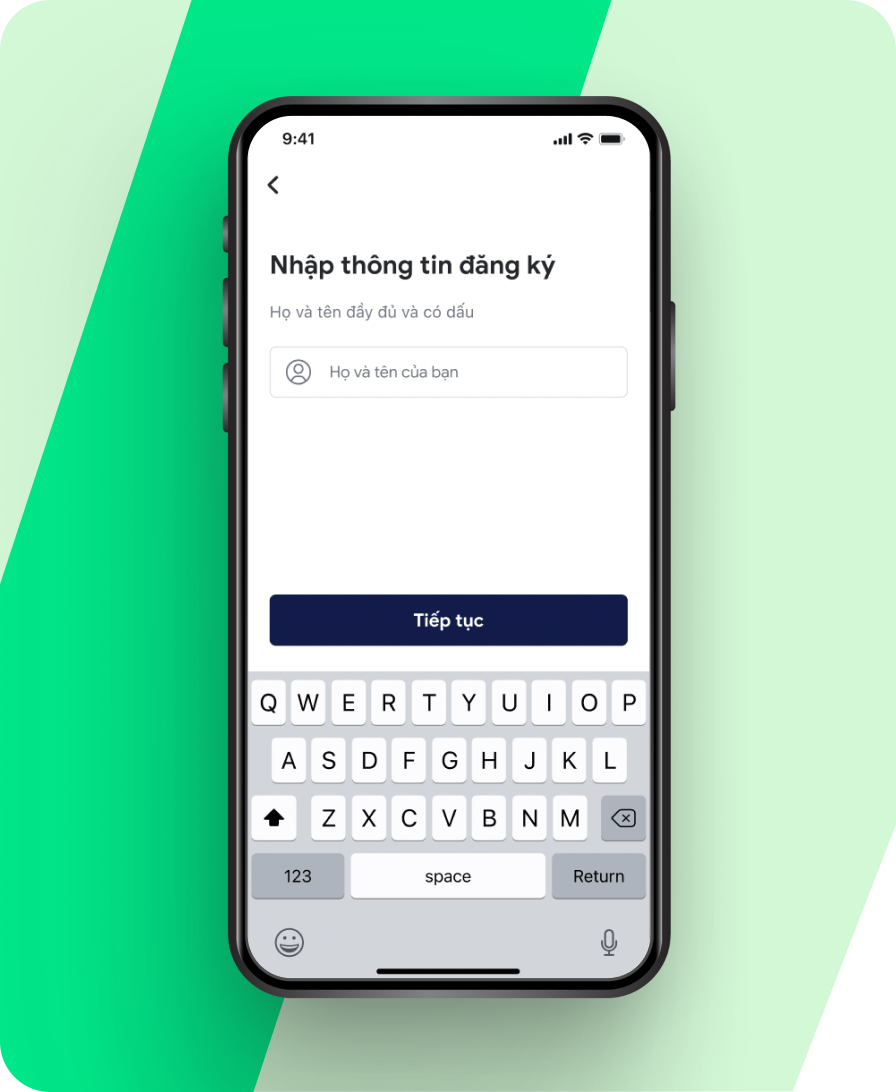 9:41
Nhập thông tin đăng ký
Họ và tên đầy đủ và có dấu
Họ và tên của bạn
Tiếp tục
Q W E R T Y U I O P
A S D F G H J K L
Z X C V B N M
123 space Return